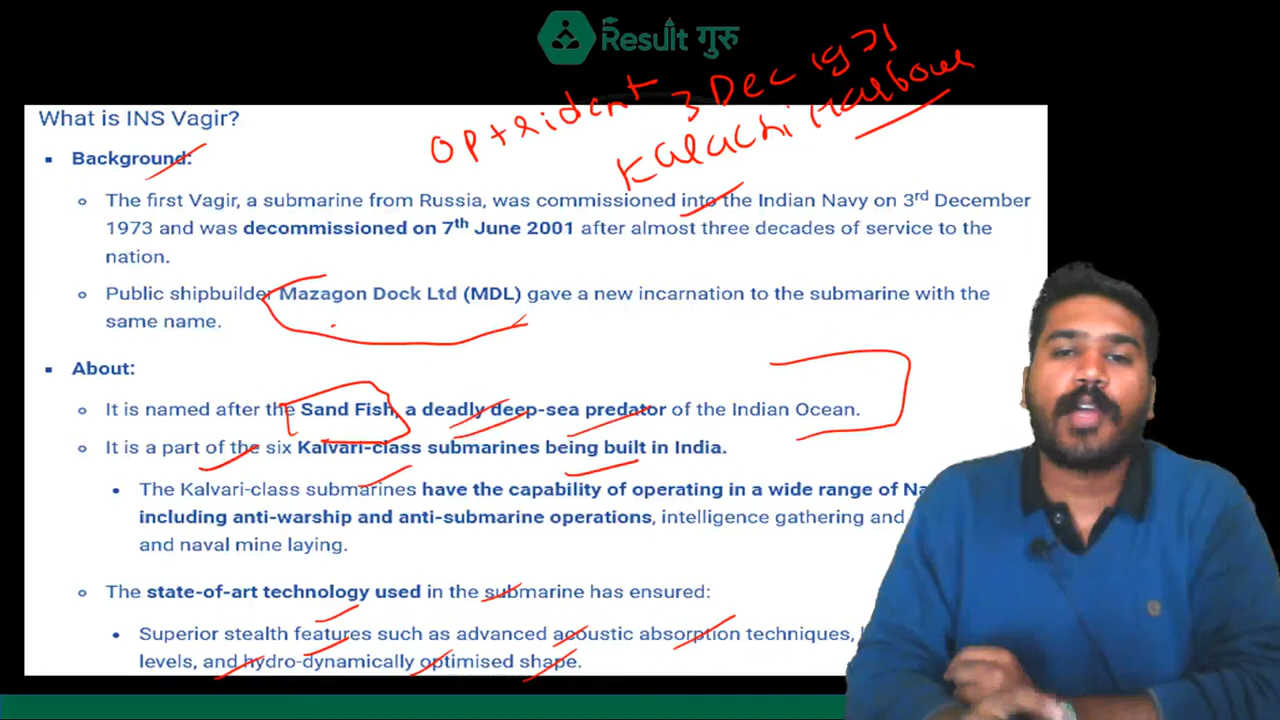 Result गुरु
Op trident 3 Dec 1971
Karachi Harbour
What is INS Vagir?
Background:
The first Vagir, a submarine from Russia, was commissioned into the Indian Navy on 3rd December
1973 and was decommissioned on 7th June 2001 after almost three decades of service to the
nation.
Public shipbuilder Mazagon Dock Ltd (MDL) gave a new incarnation to the submarine with the
same name.
About:
It is named after the Sand Fish, a deadly deep-sea predator of the Indian Ocean.
It is a part of the six Kalvari-class submarines being built in India.
The Kalvari-class submarines have the capability of operating in a wide range of Na
including anti-warship and anti-submarine operations, intelligence gathering and
and naval mine laying.
The state-of-art technology used in the submarine has ensured:
Superior stealth features such as advanced acoustic absorption techniques,
levels, and hydro-dynamically optimised shape.